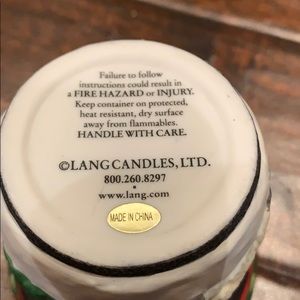 Failure to follow
instructions could result in
a FIRE HAZARD or INJURY.
Keep container on protected,
heat resistant, dry surface
away from flammables.
HANDLE WITH CARE.
©LANG CANDLES, LTD.
800.260.8297
•
www.lang.com
MADE IN CHINA